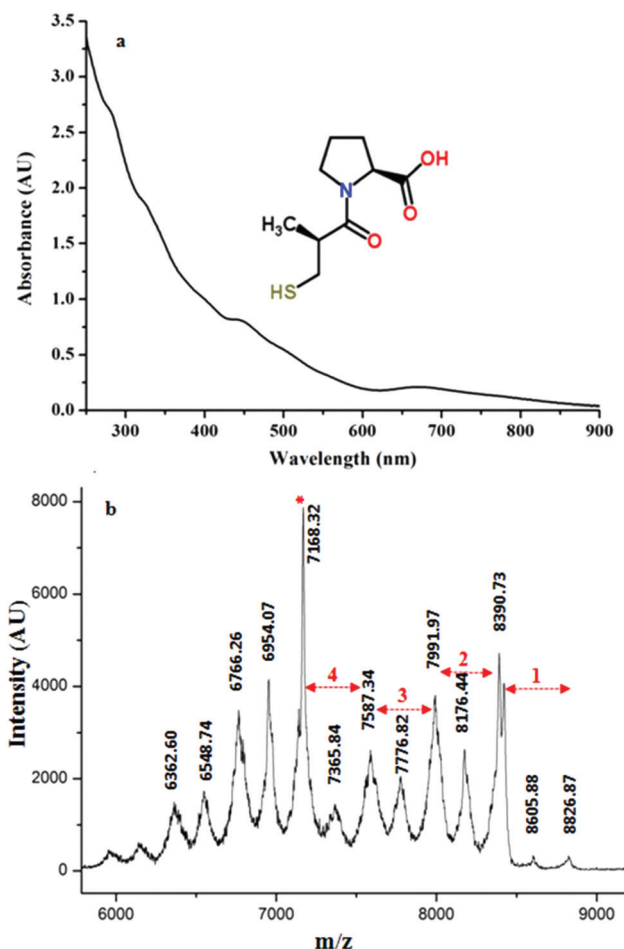 a
3.5
3.0
2.5
2.0
1.5
1.0
0.5
0.0
Absorbance (AU)
300 400 500 600 700 800 900
Wavelength (nm)
OH
N
O
H₃C
O
HS
b
8000
6000
4000
2000
0
Intensity (AU)
6362.60
6548.74
6766.26
6954.07
*
7168.32
7365.84
7587.34
7776.82
7991.97
8176.44
8390.73
8605.88
8826.87
4
3
2
1
6000 7000 8000 9000
m/z